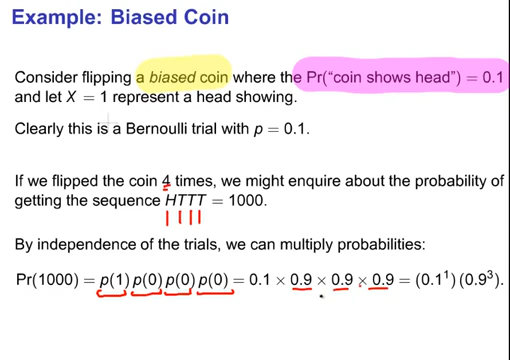 Example: Biased Coin
Consider flipping a biased coin where the Pr(“coin shows head”) = 0.1
and let X = 1 represent a head showing.
Clearly this is a Bernoulli trial with p = 0.1.
If we flipped the coin 4 times, we might enquire about the probability of
getting the sequence HTTT = 1000.
By independence of the trials, we can multiply probabilities:
Pr(1000) = p(1) p(0) p(0) p(0) = 0.1 × 0.9 × 0.9 × 0.9 = (0.1¹) (0.9³).